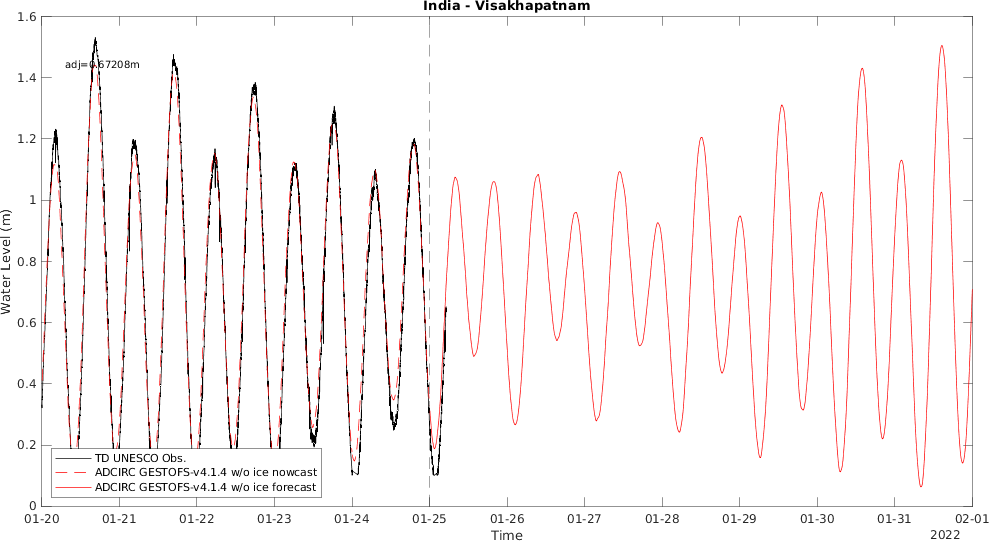 India - Visakhapatnam
1.6
1.4
1.2
1
0.8
0.6
0.4
0.2
0
Water Level (m)
adj=0.67208m
TD UNESCO Obs.
ADCIRC GESTOFS-v4.1.4 w/o ice nowcast
ADCIRC GESTOFS-v4.1.4 w/o ice forecast
01-20 01-21 01-22 01-23 01-24 01-25 01-26 01-27 01-28 01-29 01-30 01-31 02-01
Time
2022